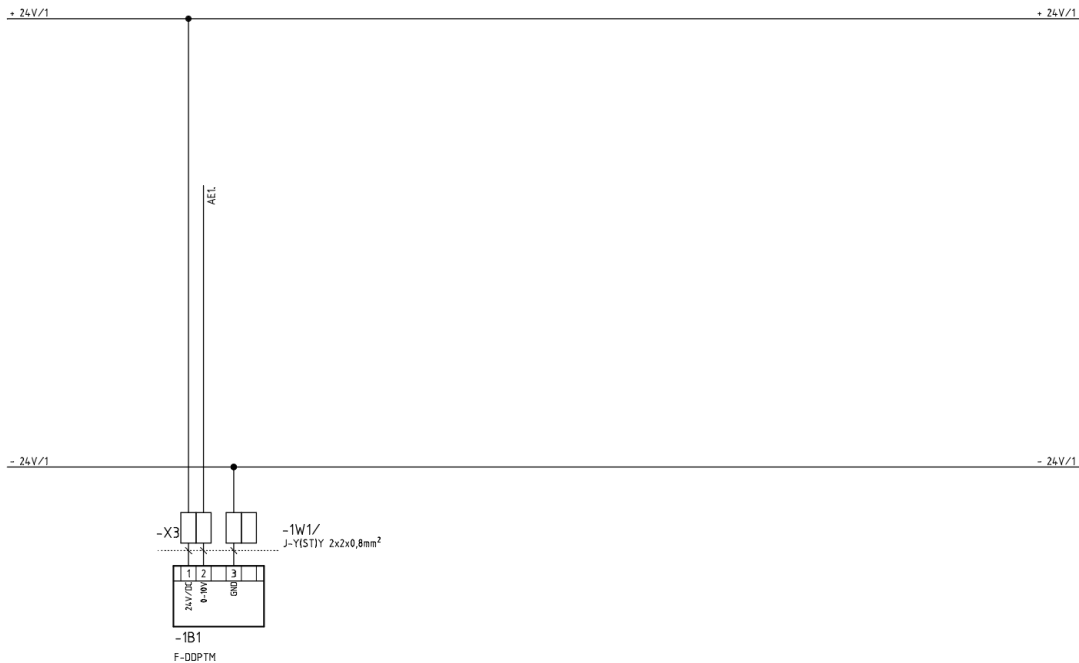 + 24V/1
+ 24V/1
AE1.
- 24V/1
- 24V/1
-X3
-1W1/
J-Y(ST)Y 2x2x0,8mm²
1 2 3
24V/DC
0-10V
GND
-1B1
F-DDPTM